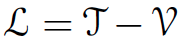 ℒ = 𝒯 − 𝒱